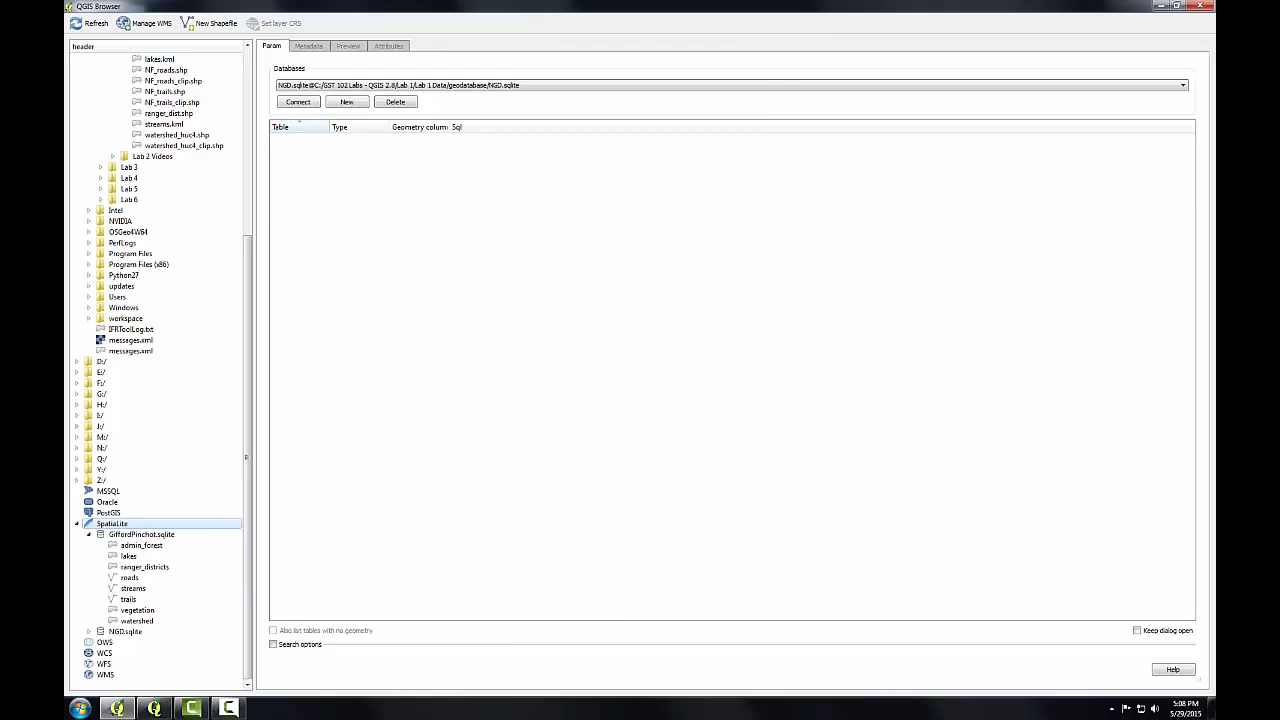 QGIS Browser
Refresh Manage WMS New Shapefile Set layer CRS
header
lakes.kml
NF_roads.shp
NF_roads_clip.shp
NF_trails.shp
NF_trails_clip.shp
ranger_dist.shp
streams.kml
watershed_huc4.shp
watershed_huc4_clip.shp
Lab 2 Videos
Lab 3
Lab 4
Lab 5
Lab 6
Intel
NVIDIA
OSGeo4W64
PerfLogs
Program Files
Program Files (x86)
Python27
updates
Users
Windows
workspace
IFRToolLog.txt
messages.xml
messages.xml
D:/
E:/
F:/
G:/
H:/
I:/
J:/
M:/
N:/
Q:/
Y:/
Z:/
MSSQL
Oracle
PostGIS
SpatiaLite
GiffordPinchot.sqlite
admin_forest
lakes
ranger_districts
roads
streams
trails
vegetation
watershed
NGD.sqlite
OWS
WCS
WFS
WMS
Param Metadata Preview Attributes
Databases
NGD.sqlite@C:/GST 102 Labs - QGIS 2.8/Lab 1/Lab 1 Data/geodatabase/NGD.sqlite
Connect New Delete
Table Type Geometry colum Sql
Also list tables with no geometry Keep dialog open
Search options
Help
5:08 PM
5/29/2015